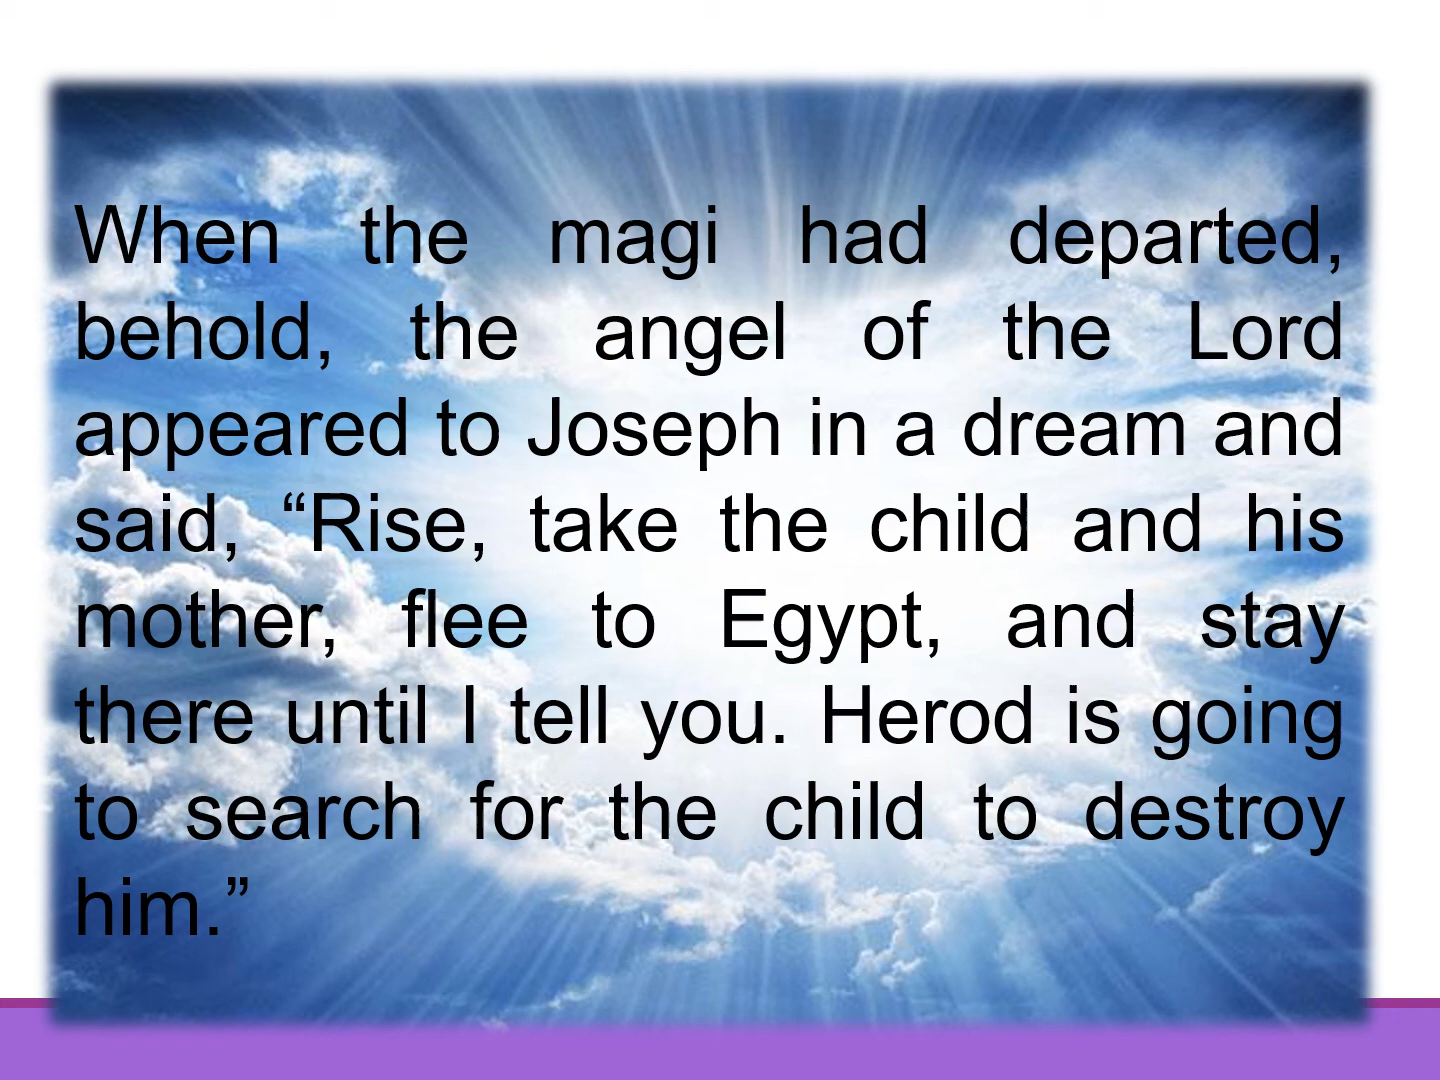 When the magi had departed,
behold, the angel of the Lord
appeared to Joseph in a dream and
said, “Rise, take the child and his
mother, flee to Egypt, and stay
there until I tell you. Herod is going
to search for the child to destroy
him.”